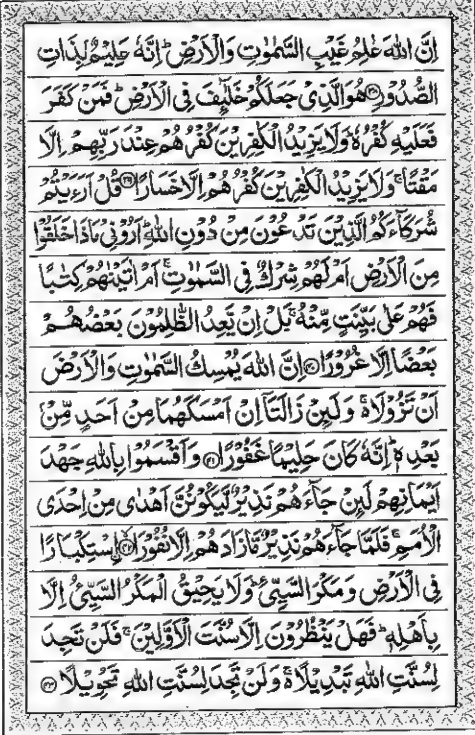 اِنَّ اللّٰهَ عٰلِمُ غَيْبِ السَّمٰوٰتِ وَالْاَرْضِ ؕ اِنَّهٗ عَلِيْمٌۢ بِذَاتِ
الصُّدُوْرِ ۝۳۸ هُوَ الَّذِيْ جَعَلَكُمْ خَلٰٓئِفَ فِي الْاَرْضِ ؕ فَمَنْ كَفَرَ
فَعَلَيْهِ كُفْرُهٗ ؕ وَلَا يَزِيْدُ الْكٰفِرِيْنَ كُفْرُهُمْ عِنْدَ رَبِّهِمْ اِلَّا
مَقْتًا ۚ وَلَا يَزِيْدُ الْكٰفِرِيْنَ كُفْرُهُمْ اِلَّا خَسَارًا ۝۳۹ قُلْ اَرَءَيْتُمْ
شُرَكَآءَكُمُ الَّذِيْنَ تَدْعُوْنَ مِنْ دُوْنِ اللّٰهِ ؕ اَرُوْنِيْ مَاذَا خَلَقُوْا
مِنَ الْاَرْضِ اَمْ لَهُمْ شِرْكٌ فِي السَّمٰوٰتِ ۚ اَمْ اٰتَيْنٰهُمْ كِتٰبًا
فَهُمْ عَلٰى بَيِّنَتٍ مِّنْهُ ۚ بَلْ اِنْ يَّعِدُ الظّٰلِمُوْنَ بَعْضُهُمْ
بَعْضًا اِلَّا غُرُوْرًا ۝۴۰ اِنَّ اللّٰهَ يُمْسِكُ السَّمٰوٰتِ وَالْاَرْضَ
اَنْ تَزُوْلَا ۚ۬ وَلَئِنْ زَالَتَاۤ اِنْ اَمْسَكَهُمَا مِنْ اَحَدٍ مِّنْۢ
بَعْدِهٖ ؕ اِنَّهٗ كَانَ حَلِيْمًا غَفُوْرًا ۝۴۱ وَاَقْسَمُوْا بِاللّٰهِ جَهْدَ
اَيْمَانِهِمْ لَئِنْ جَآءَهُمْ نَذِيْرٌ لَّيَكُوْنُنَّ اَهْدٰى مِنْ اِحْدَى
الْاُمَمِ ۚ فَلَمَّا جَآءَهُمْ نَذِيْرٌ مَّا زَادَهُمْ اِلَّا نُفُوْرًا ۝۴۲ اِسْتِكْبَارًا
فِي الْاَرْضِ وَمَكْرَ السَّيِّئِ ؕ وَلَا يَحِيْقُ الْمَكْرُ السَّيِّئُ اِلَّا
بِاَهْلِهٖ ؕ فَهَلْ يَنْظُرُوْنَ اِلَّا سُنَّتَ الْاَوَّلِيْنَ ۚ فَلَنْ تَجِدَ
لِسُنَّتِ اللّٰهِ تَبْدِيْلًا ۚ۬ وَلَنْ تَجِدَ لِسُنَّتِ اللّٰهِ تَحْوِيْلًا ۝۴۳